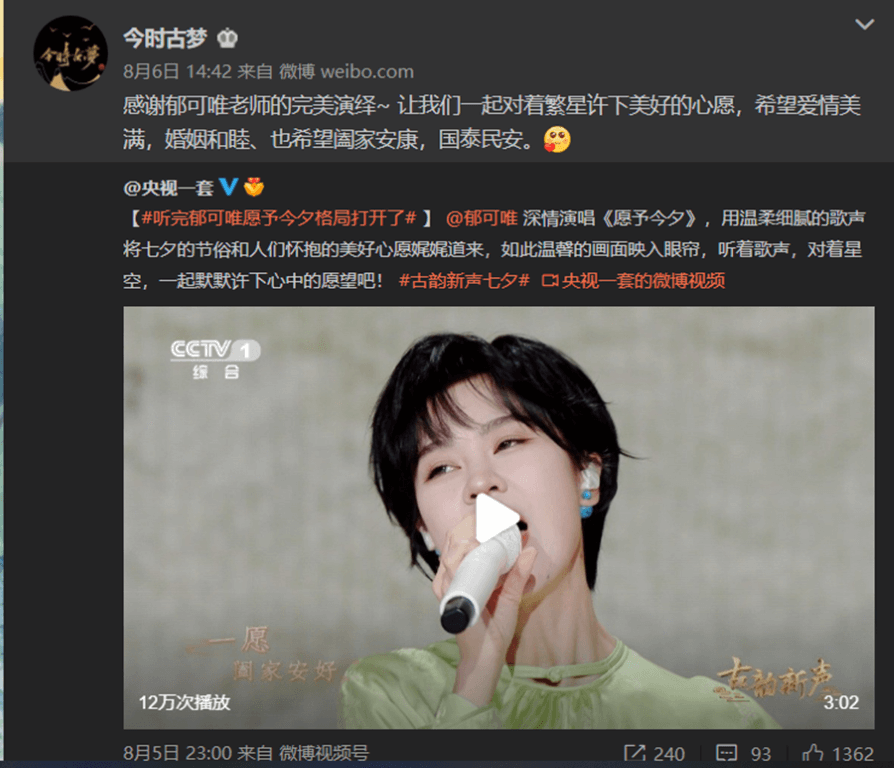 今时古梦
8月6日 14:42 来自 微博 weibo.com
感谢郁可唯老师的完美演绎~ 让我们一起对着繁星许下美好的心愿，希望爱情美
满，婚姻和睦、也希望阖家安康，国泰民安。
@央视一套
【#听完郁可唯愿予今夕格局打开了# 】 @郁可唯 深情演唱《愿予今夕》，用温柔细腻的歌声
将七夕的节俗和人们怀抱的美好心愿娓娓道来，如此温馨的画面映入眼帘，听着歌声，对着星
空，一起默默许下心中的愿望吧！ #古韵新声七夕# 央视一套的微博视频
CCTV 1
综 合
一愿
阖家安好
古韵新声
12万次播放
3:02
8月5日 23:00 来自 微博视频号
240 93 1362
今时古梦